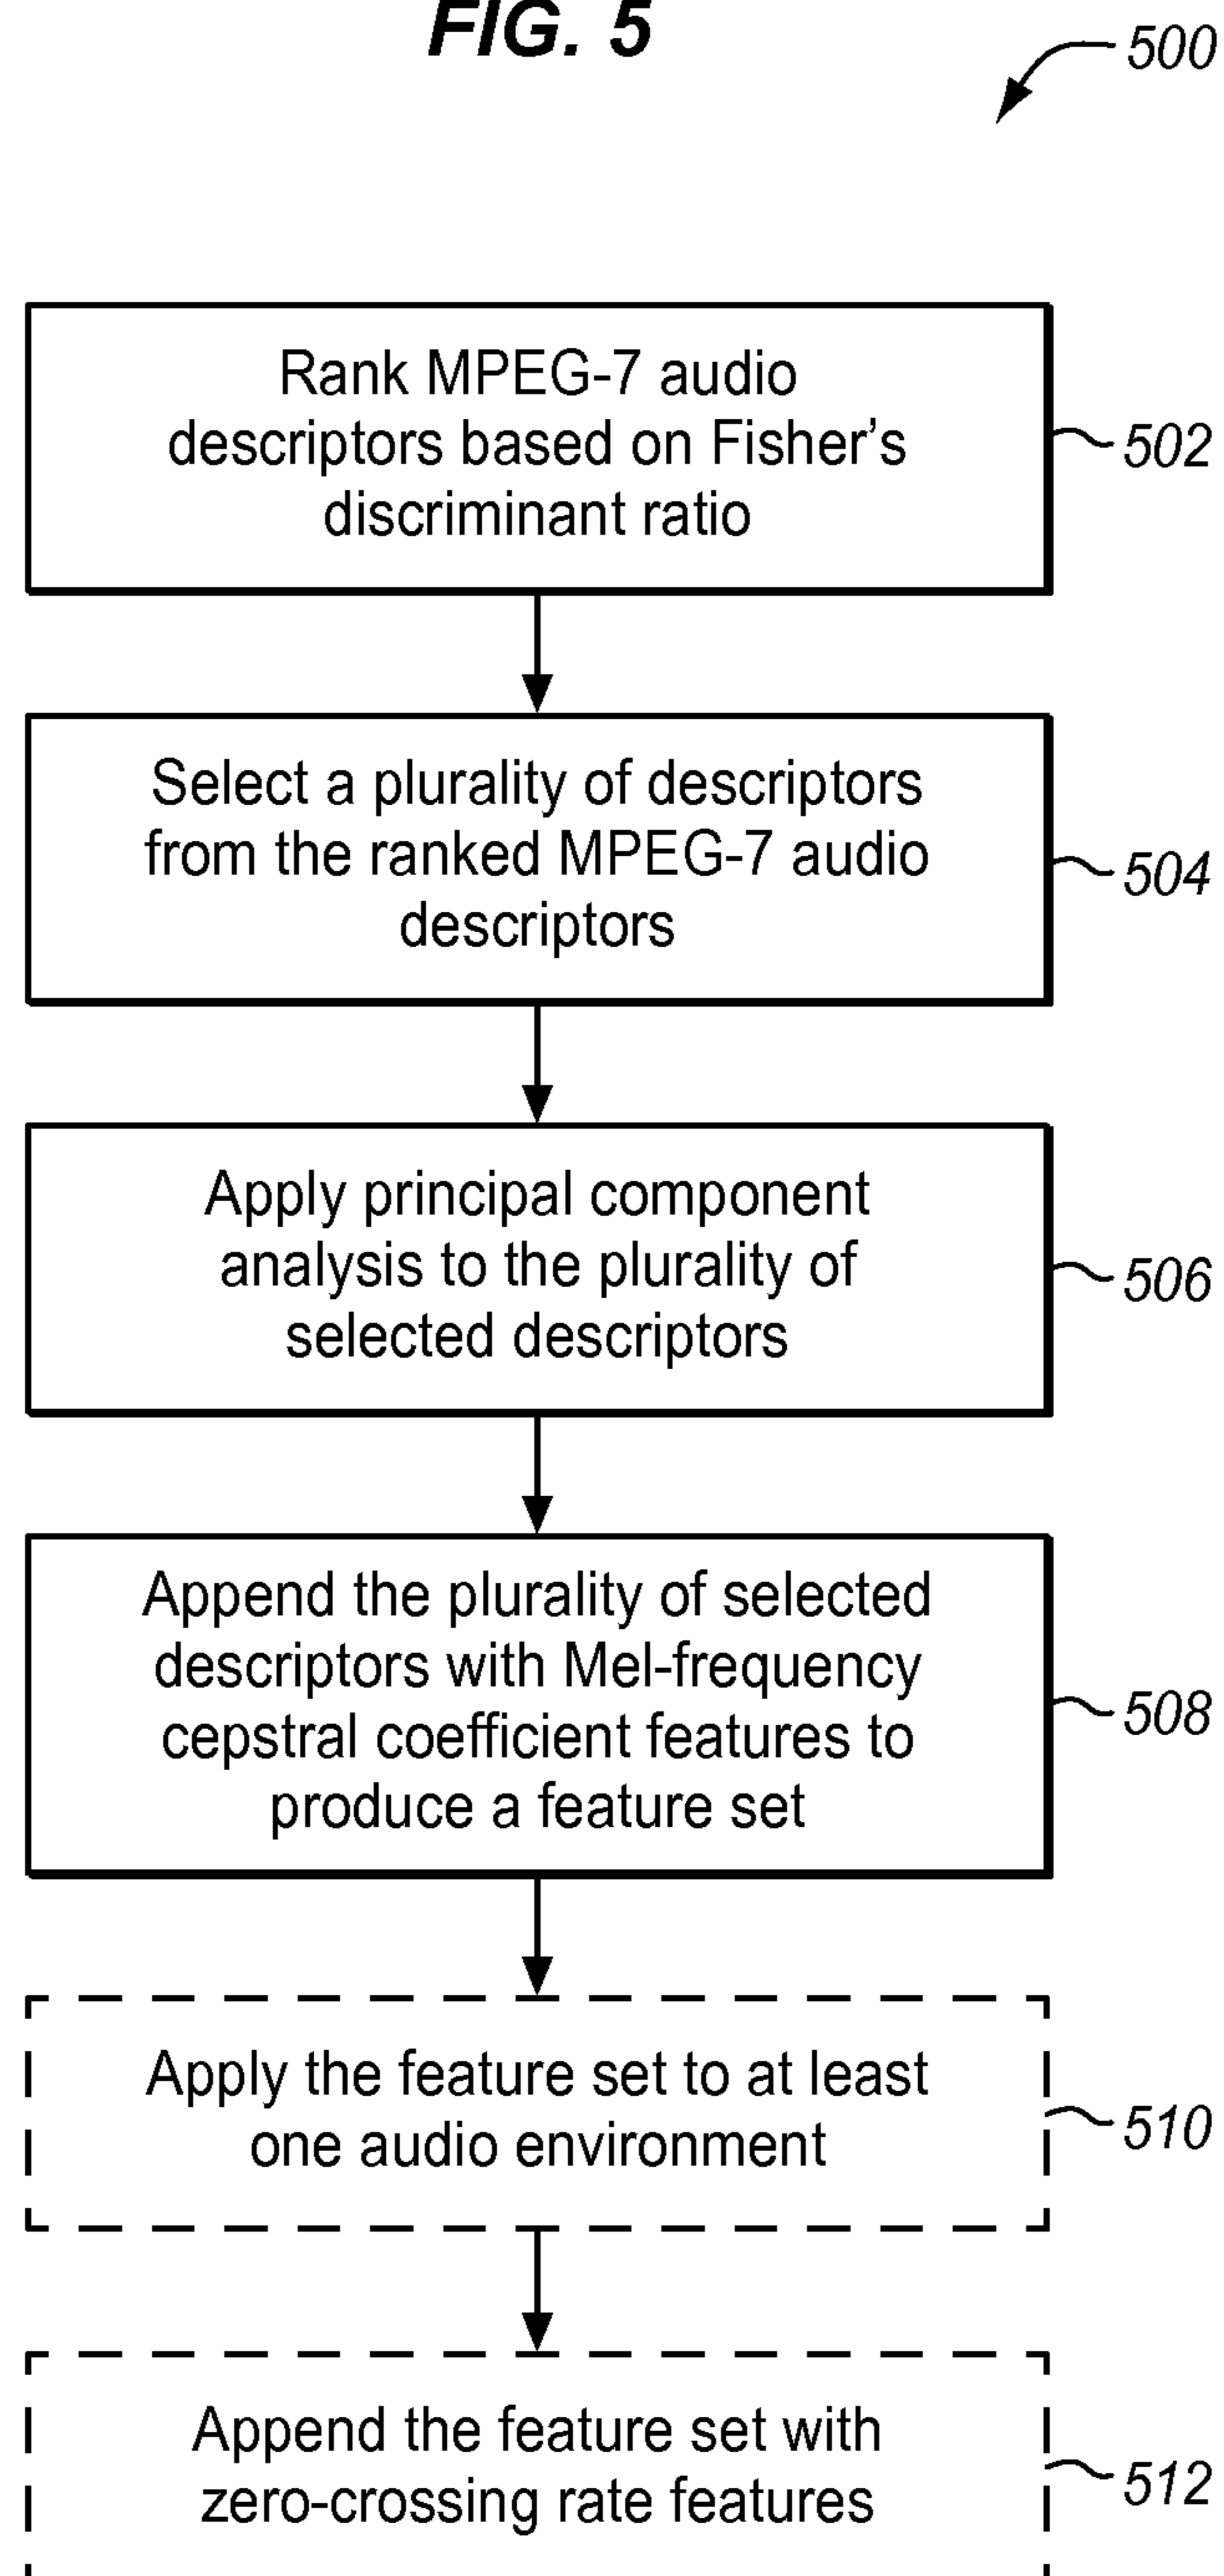 FIG. 5
500
Rank MPEG-7 audio
descriptors based on Fisher’s
discriminant ratio
502
Select a plurality of descriptors
from the ranked MPEG-7 audio
descriptors
504
Apply principal component
analysis to the plurality of
selected descriptors
506
Append the plurality of selected
descriptors with Mel-frequency
cepstral coefficient features to
produce a feature set
508
Apply the feature set to at least
one audio environment
510
Append the feature set with
zero-crossing rate features
512